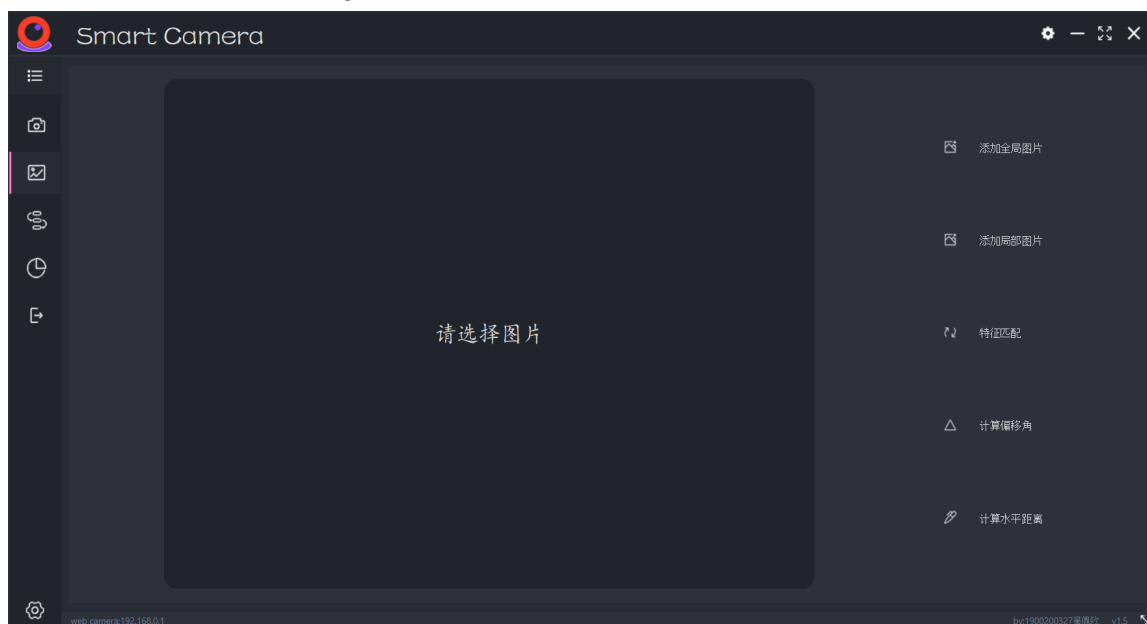 Smart Camera
添加全局图片
添加局部图片
请选择图片
特征匹配
计算偏移角
计算水平距离
web camera:192.168.0.1
by:1900200327 v1.5